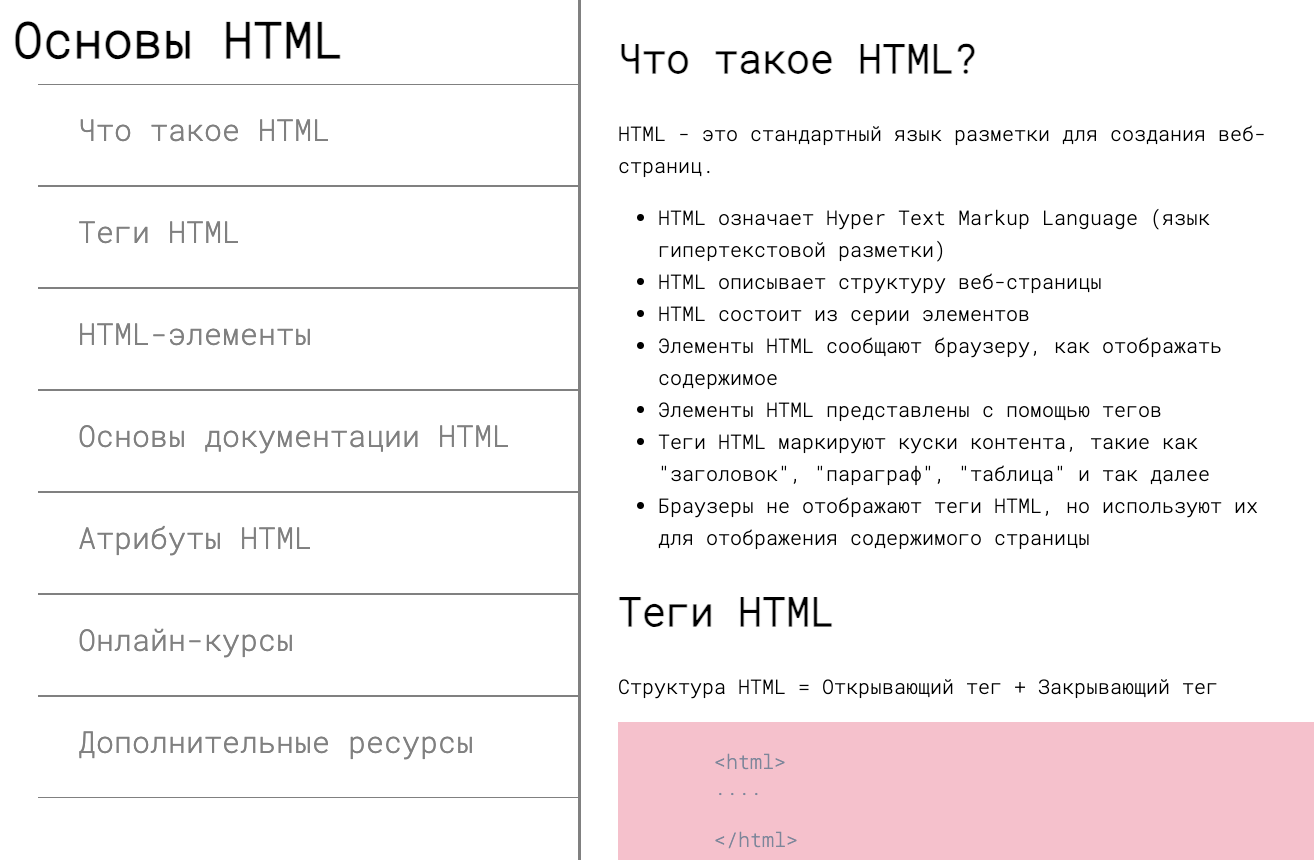 Основы HTML
Что такое HTML
Теги HTML
HTML-элементы
Основы документации HTML
Атрибуты HTML
Онлайн-курсы
Дополнительные ресурсы
Что такое HTML?
HTML - это стандартный язык разметки для создания веб-
страниц.
• HTML означает Hyper Text Markup Language (язык
гипертекстовой разметки)
• HTML описывает структуру веб-страницы
• HTML состоит из серии элементов
• Элементы HTML сообщают браузеру, как отображать
содержимое
• Элементы HTML представлены с помощью тегов
• Теги HTML маркируют куски контента, такие как
"заголовок", "параграф", "таблица" и так далее
• Браузеры не отображают теги HTML, но используют их
для отображения содержимого страницы
Теги HTML
Структура HTML = Открывающий тег + Закрывающий тег
<html>
....
</html>